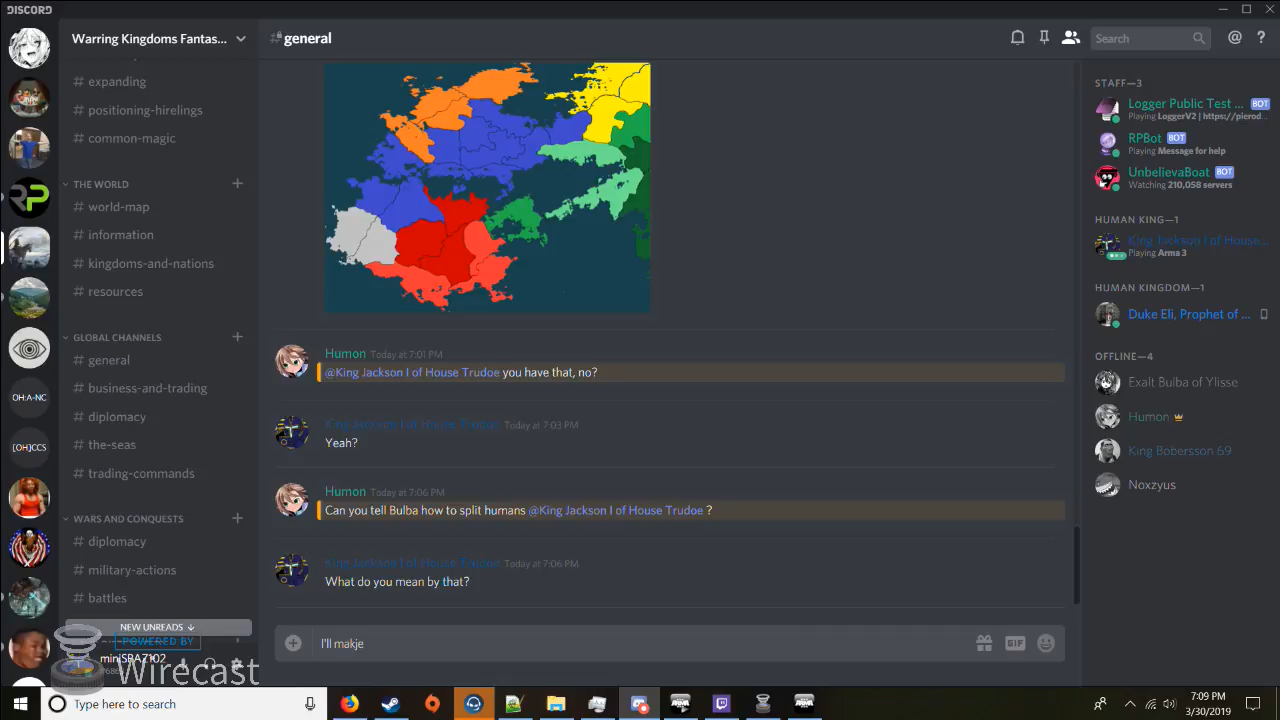 DISCORD
Warring Kingdoms Fantas...
expanding
positioning-hirelings
common-magic
THE WORLD
world-map
information
kingdoms-and-nations
resources
GLOBAL CHANNELS
general
business-and-trading
diplomacy
the-seas
trading-commands
WARS AND CONQUESTS
diplomacy
military-actions
battles
NEW UNREADS
POWERED BY
miniSBAZ102
Wirecast
OH:A-NC
[OH]CCS
general
Search
Humon Today at 7:01 PM
@King Jackson I of House Trudoe you have that, no?
King Jackson I of House Trudoe Today at 7:03 PM
Yeah?
Humon Today at 7:06 PM
Can you tell Bulba how to split humans @King Jackson I of House Trudoe ?
King Jackson I of House Trudoe Today at 7:06 PM
What do you mean by that?
I'll makje
GIF
STAFF—3
Logger Public Test ... BOT
Playing LoggerV2 | https://pierod...
RPBot BOT
Playing Message for help
UnbelievaBoat BOT
Watching 210,058 servers
HUMAN KING—1
King Jackson I of House...
Playing Arma 3
HUMAN KINGDOM—1
Duke Eli, Prophet of ...
OFFLINE—4
Exalt Bulba of Ylisse
Humon
King Bobersson 69
Noxzyus
Type here to search
7:09 PM
3/30/2019